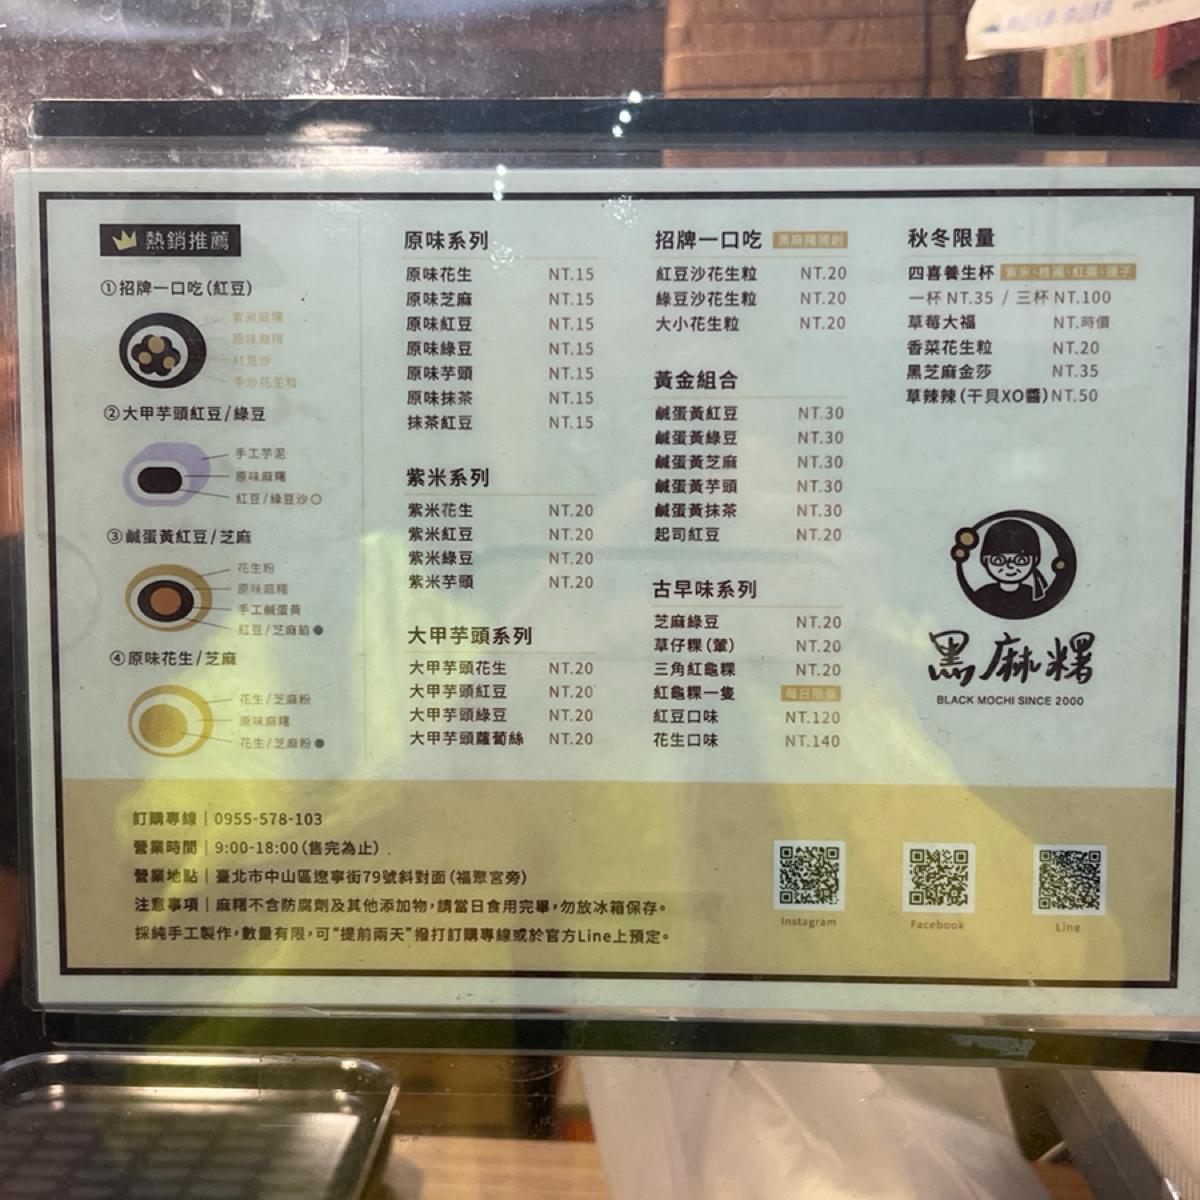 熱銷推薦
①招牌一口吃(紅豆)
紫米麻糬
原味麻糬
紅豆沙
手炒花生粒
②大甲芋頭紅豆/綠豆
手工芋泥
原味麻糬
紅豆/綠豆沙
③鹹蛋黃紅豆/芝麻
花生粉
原味麻糬
手工鹹蛋黃
紅豆/芝麻餡
④原味花生/芝麻
花生/芝麻粉
原味麻糬
花生/芝麻粉
原味系列
原味花生 NT.15
原味芝麻 NT.15
原味紅豆 NT.15
原味綠豆 NT.15
原味芋頭 NT.15
原味抹茶 NT.15
抹茶紅豆 NT.15
紫米系列
紫米花生 NT.20
紫米紅豆 NT.20
紫米綠豆 NT.20
紫米芋頭 NT.20
大甲芋頭系列
大甲芋頭花生 NT.20
大甲芋頭紅豆 NT.20
大甲芋頭綠豆 NT.20
大甲芋頭蘿蔔絲 NT.20
招牌一口吃 黑麻糬獨創
紅豆沙花生粒 NT.20
綠豆沙花生粒 NT.20
大小花生粒 NT.20
黃金組合
鹹蛋黃紅豆 NT.30
鹹蛋黃綠豆 NT.30
鹹蛋黃芝麻 NT.30
鹹蛋黃芋頭 NT.30
鹹蛋黃抹茶 NT.30
起司紅豆 NT.20
古早味系列
芝麻綠豆 NT.20
草仔粿(葷) NT.20
三角紅龜粿 NT.20
紅龜粿一隻 每日限量
紅豆口味 NT.120
花生口味 NT.140
秋冬限量
四喜養生杯 紫米、桂圓、紅棗、蓮子
一杯 NT.35 / 三杯 NT.100
草莓大福 NT.時價
香菜花生粒 NT.20
黑芝麻金莎 NT.35
草辣辣(干貝XO醬) NT.50
黑麻糬
BLACK MOCHI SINCE 2000
訂購專線|0955-578-103
營業時間|9:00-18:00(售完為止)
營業地點|臺北市中山區遼寧街79號斜對面(福聚宮旁)
注意事項|麻糬不含防腐劑及其他添加物,請當日食用完畢,勿放冰箱保存。
採純手工製作,數量有限,可“提前兩天”撥打訂購專線或於官方Line上預定。
Instagram
Facebook
Line